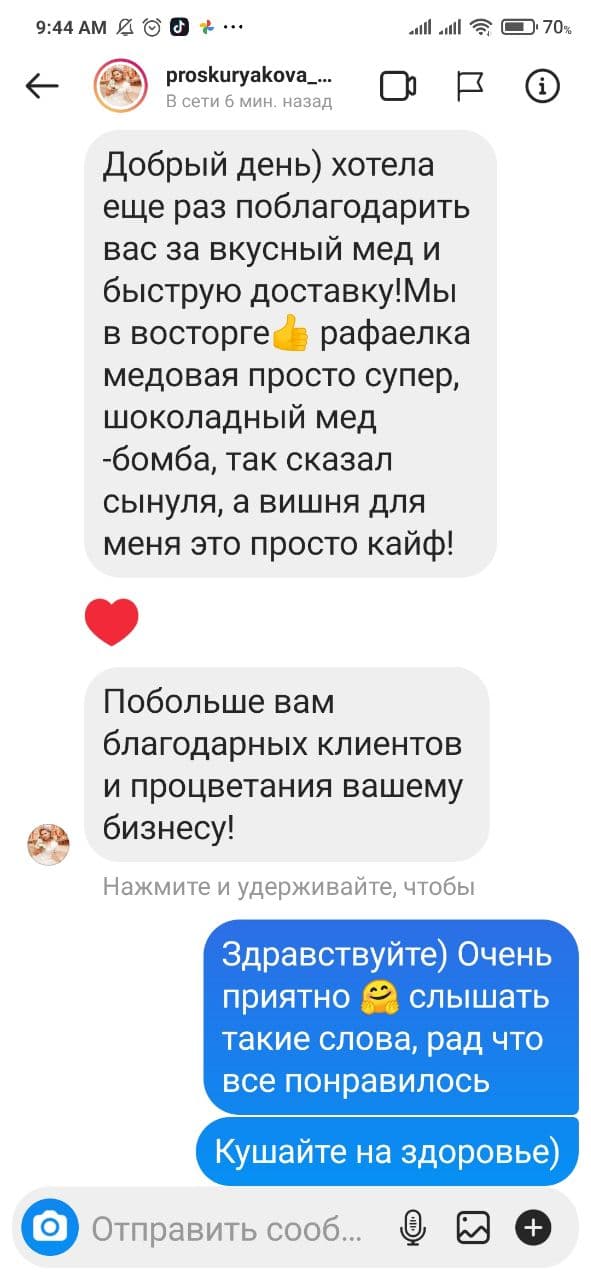 9:44 AM
70%
proskuryakova_...
В сети 6 мин. назад
Добрый день) хотела
еще раз поблагодарить
вас за вкусный мед и
быструю доставку!Мы
в восторге👍 рафаелка
медовая просто супер,
шоколадный мед
-бомба, так сказал
сынуля, а вишня для
меня это просто кайф!
Побольше вам
благодарных клиентов
и процветания вашему
бизнесу!
Нажмите и удерживайте, чтобы
Здравствуйте) Очень
приятно 🤗 слышать
такие слова, рад что
все понравилось
Кушайте на здоровье)
Отправить сооб...